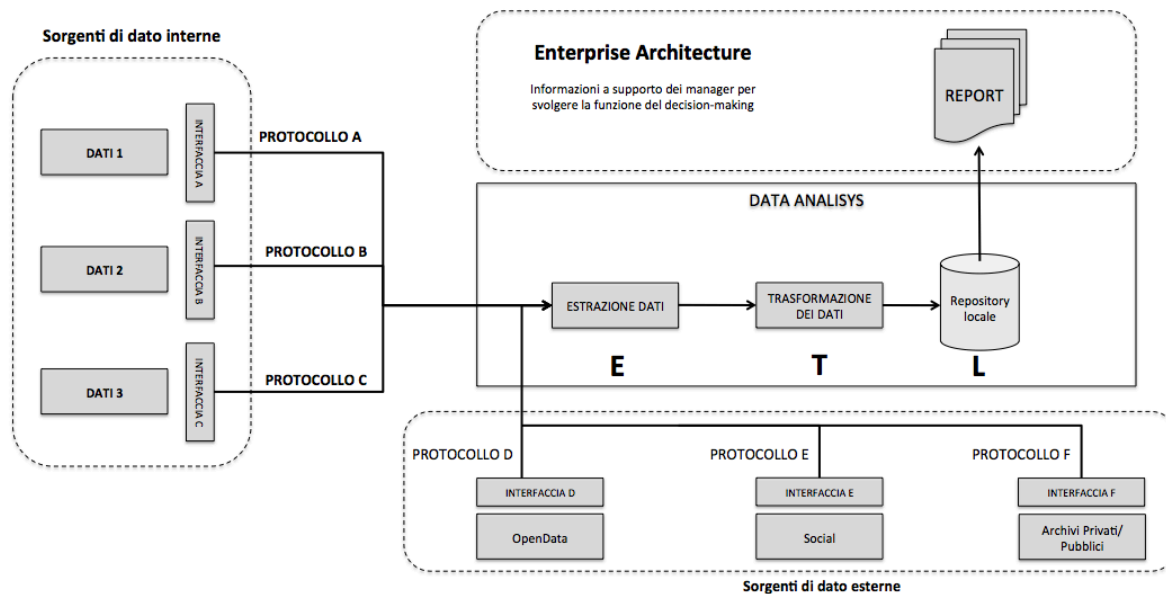 Sorgenti di dato interne
DATI 1
INTERFACCIA A
PROTOCOLLO A
DATI 2
INTERFACCIA B
PROTOCOLLO B
DATI 3
INTERFACCIA C
PROTOCOLLO C
Enterprise Architecture
Informazioni a supporto dei manager per
svolgere la funzione del decision-making
REPORT
DATA ANALISYS
ESTRAZIONE DATI
TRASFORMAZIONE
DEI DATI
Repository
locale
E
T
L
PROTOCOLLO D
PROTOCOLLO E
PROTOCOLLO F
INTERFACCIA D
INTERFACCIA E
INTERFACCIA F
OpenData
Social
Archivi Privati/
Pubblici
Sorgenti di dato esterne